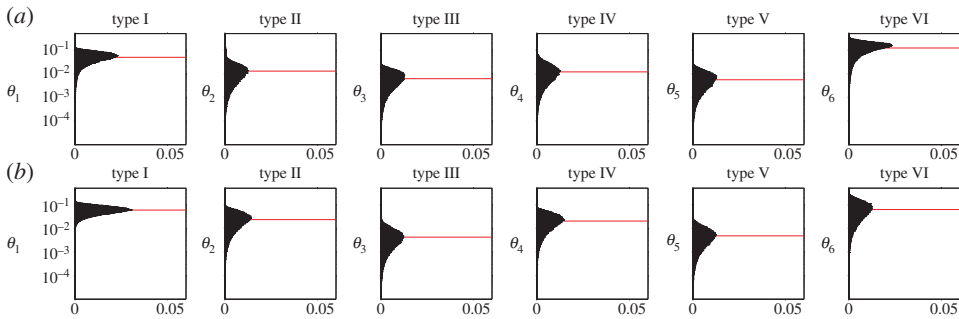 (a) type I type II type III type IV type V type VI
10⁻¹
10⁻²
θ₁ 10⁻³ θ₂ θ₃ θ₄ θ₅ θ₆
10⁻⁴
0 0.05 0 0.05 0 0.05 0 0.05 0 0.05 0 0.05
(b) type I type II type III type IV type V type VI
10⁻¹
10⁻²
θ₁ 10⁻³ θ₂ θ₃ θ₄ θ₅ θ₆
10⁻⁴
0 0.05 0 0.05 0 0.05 0 0.05 0 0.05 0 0.05